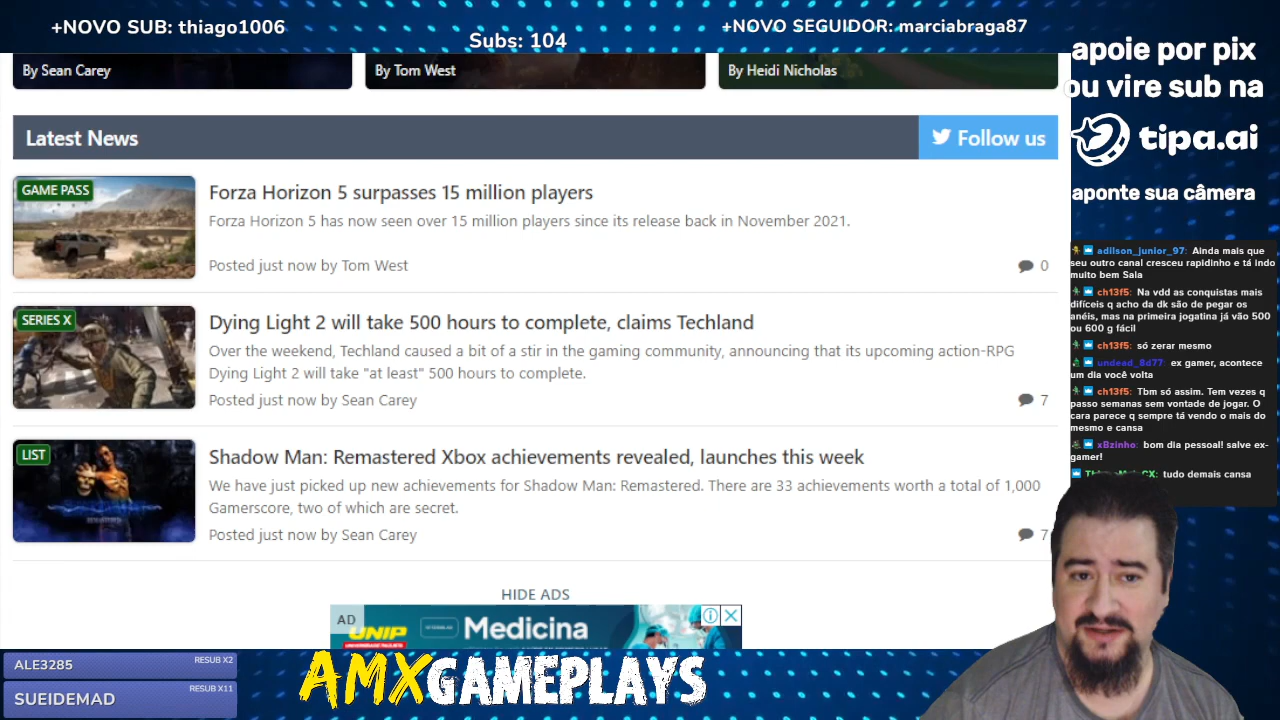 +NOVO SUB: thiago1006
Subs: 104
+NOVO SEGUIDOR: marciabraga87
By Sean Carey
By Tom West
By Heidi Nicholas
Latest News
Follow us
GAME PASS
Forza Horizon 5 surpasses 15 million players
Forza Horizon 5 has now seen over 15 million players since its release back in November 2021.
Posted just now by Tom West
0
SERIES X
Dying Light 2 will take 500 hours to complete, claims Techland
Over the weekend, Techland caused a bit of a stir in the gaming community, announcing that its upcoming action-RPG
Dying Light 2 will take "at least" 500 hours to complete.
Posted just now by Sean Carey
7
LIST
Shadow Man: Remastered Xbox achievements revealed, launches this week
We have just picked up new achievements for Shadow Man: Remastered. There are 33 achievements worth a total of 1,000
Gamerscore, two of which are secret.
Posted just now by Sean Carey
7
HIDE ADS
AD
UNIP
Medicina
apoie por pix
ou vire sub na
tipa.ai
aponte sua câmera
adilson_junior_97: Ainda mais que
seu outro canal cresceu rapidinho e tá indo
muito bem Sala
ch13f5: Na vdd as conquistas mais
difíceis q acho da dk são de pegar os
anéis, mas na primeira jogatina já vão 500
ou 600 g fácil
ch13f5: só zerar mesmo
undead_8d77: ex gamer, acontece
um dia você volta
ch13f5: Tbm só assim. Tem vezes q
passo semanas sem vontade de jogar. O
cara parece q sempre tá vendo o mais do
mesmo e cansa
xBzinho: bom dia pessoal! salve ex-
gamer!
tudo demais cansa
ALE3285
RESUB X2
SUEIDEMAD
RESUB X11
AMXGAMEPLAYS